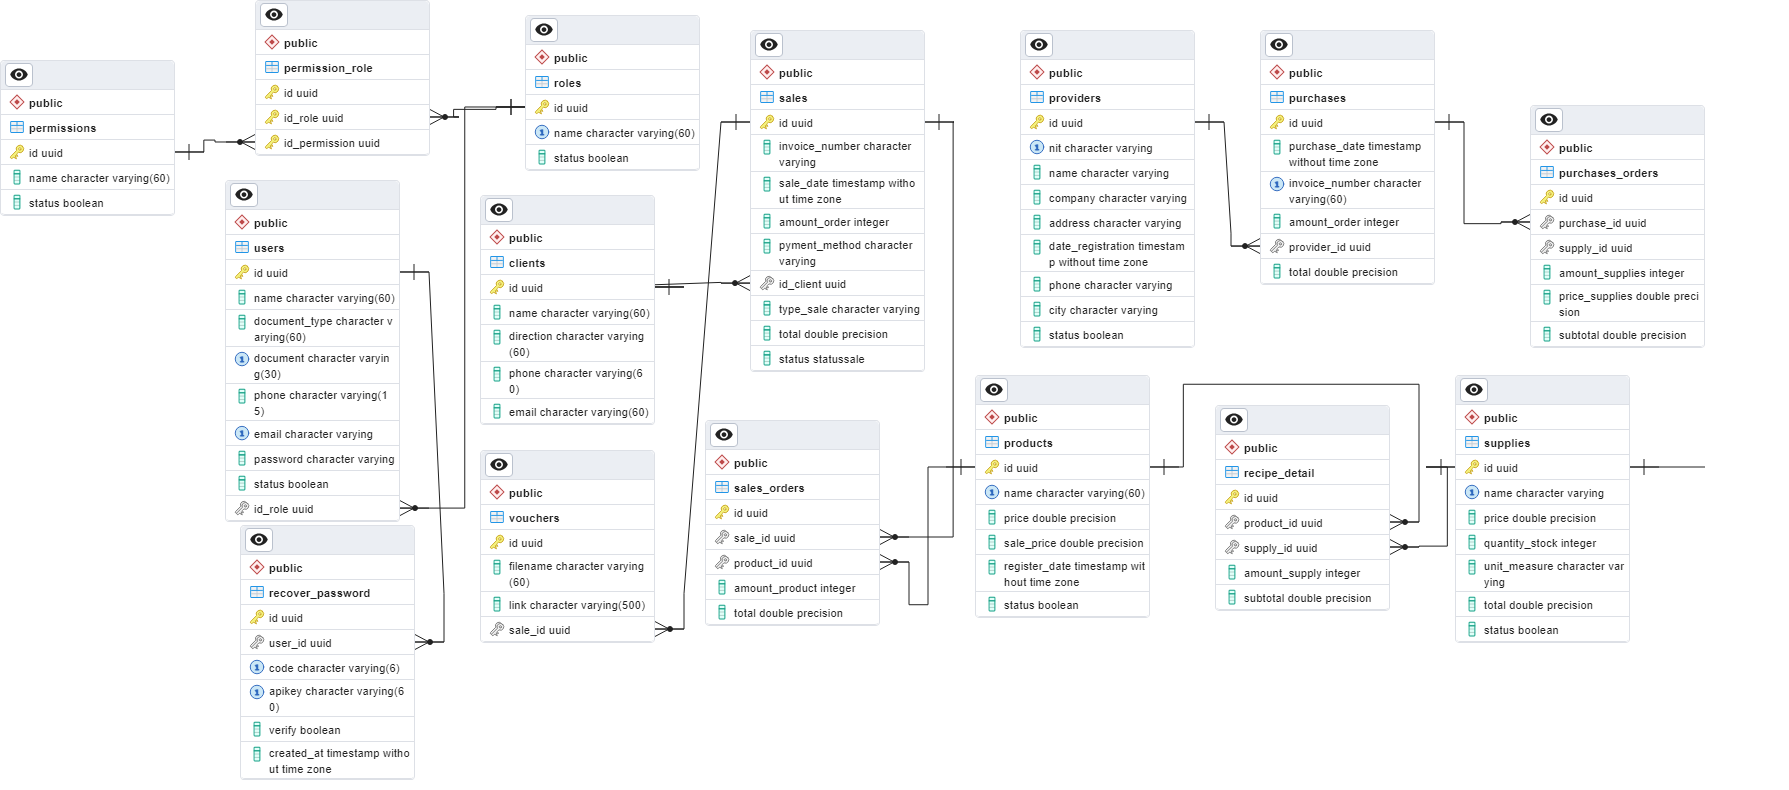 public
permissions
id uuid
name character varying(60)
status boolean
public
permission_role
id uuid
id_role uuid
id_permission uuid
public
users
id uuid
name character varying(60)
document_type character v
arying(60)
document character varyin
g(30)
phone character varying(1
5)
email character varying
password character varying
status boolean
id_role uuid
public
recover_password
id uuid
user_id uuid
code character varying(6)
apikey character varying(6
0)
verify boolean
created_at timestamp witho
ut time zone
public
roles
id uuid
name character varying(60)
status boolean
public
clients
id uuid
name character varying(60)
direction character varying
(60)
phone character varying(6
0)
email character varying(60)
public
vouchers
id uuid
filename character varying
(60)
link character varying(500)
sale_id uuid
public
sales
id uuid
invoice_number character
varying
sale_date timestamp witho
ut time zone
amount_order integer
pyment_method character
varying
id_client uuid
type_sale character varying
total double precision
status statussale
public
sales_orders
id uuid
sale_id uuid
product_id uuid
amount_product integer
total double precision
public
providers
id uuid
nit character varying
name character varying
company character varying
address character varying
date_registration timestam
p without time zone
phone character varying
city character varying
status boolean
public
products
id uuid
name character varying(60)
price double precision
sale_price double precision
register_date timestamp wit
hout time zone
status boolean
public
purchases
id uuid
purchase_date timestamp
without time zone
invoice_number character
varying(60)
amount_order integer
provider_id uuid
total double precision
public
recipe_detail
id uuid
product_id uuid
supply_id uuid
amount_supply integer
subtotal double precision
public
purchases_orders
id uuid
purchase_id uuid
supply_id uuid
amount_supplies integer
price_supplies double preci
sion
subtotal double precision
public
supplies
id uuid
name character varying
price double precision
quantity_stock integer
unit_measure character var
ying
total double precision
status boolean